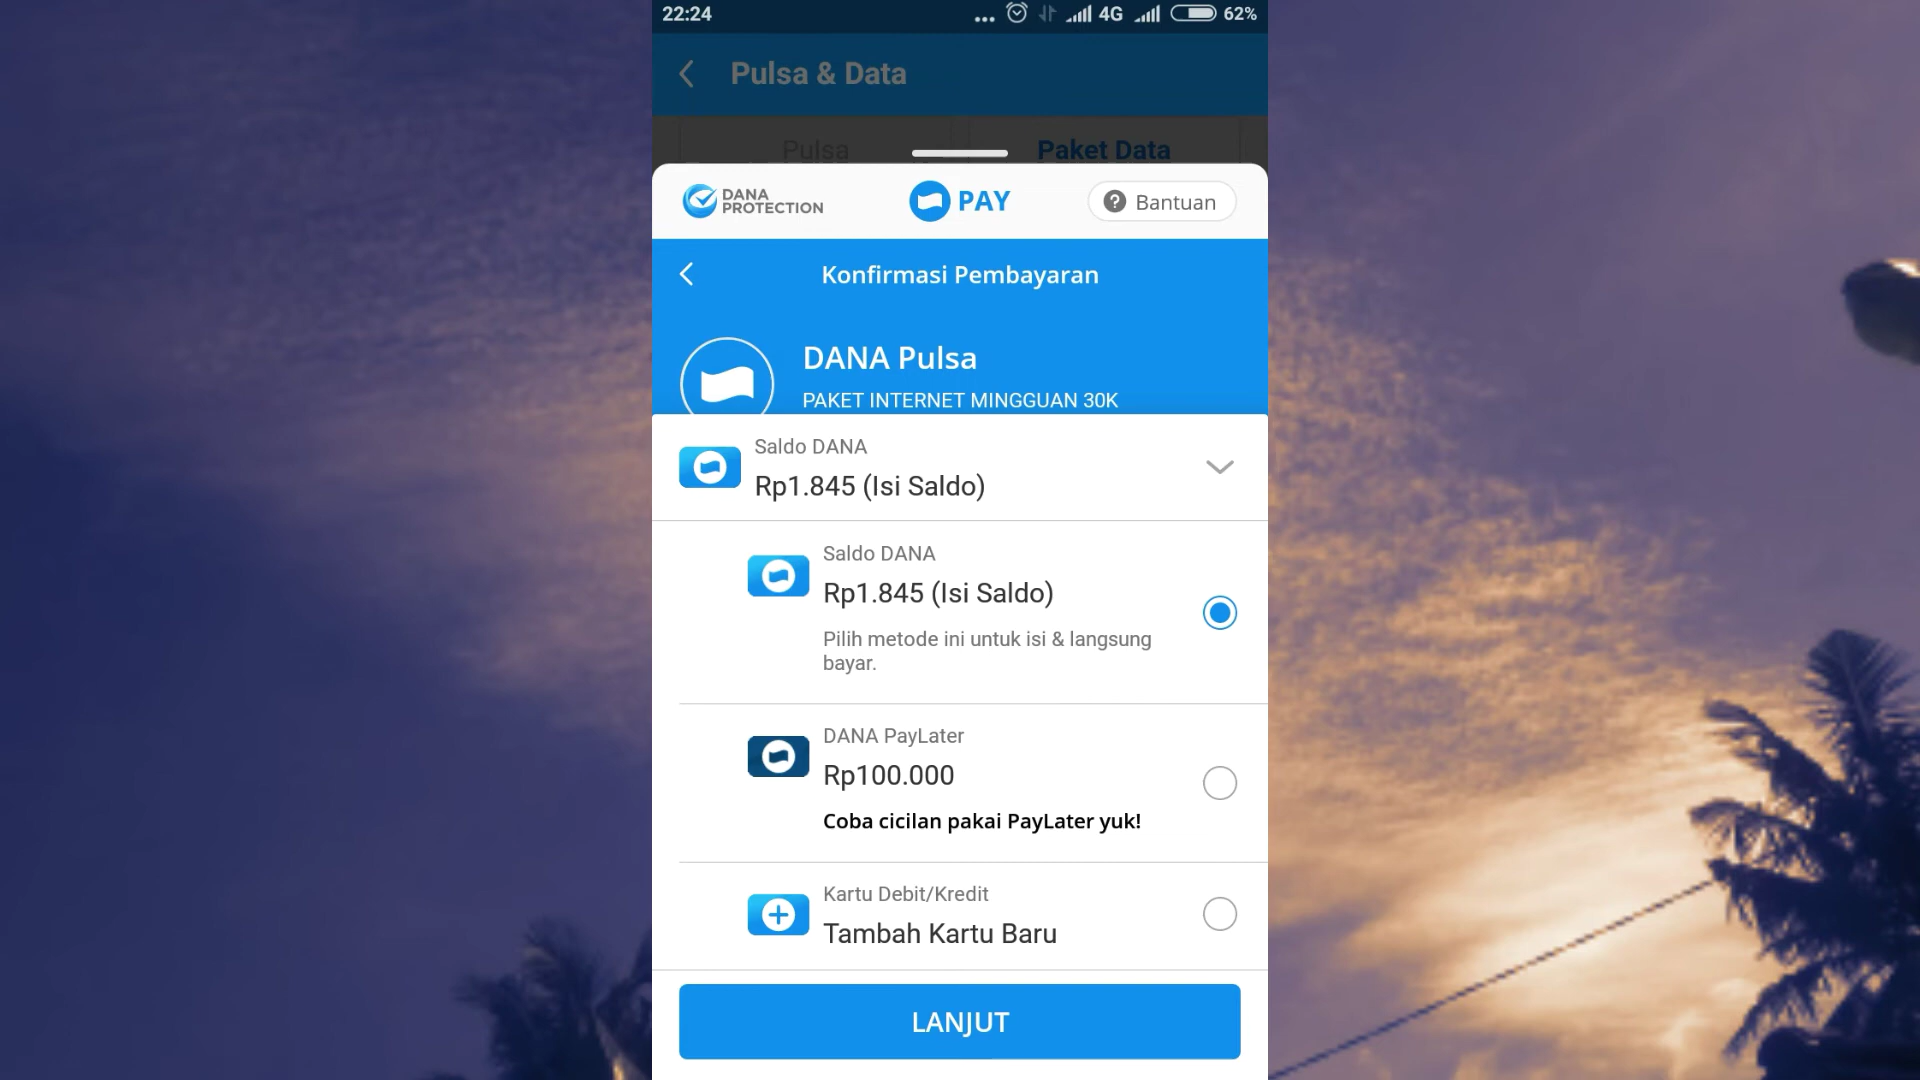 22:24
4G
62%
Pulsa & Data
Pulsa
Paket Data
DANA
PROTECTION
PAY
Bantuan
Konfirmasi Pembayaran
DANA Pulsa
PAKET INTERNET MINGGUAN 30K
Saldo DANA
Rp1.845 (Isi Saldo)
Saldo DANA
Rp1.845 (Isi Saldo)
Pilih metode ini untuk isi & langsung
bayar.
DANA PayLater
Rp100.000
Coba cicilan pakai PayLater yuk!
Kartu Debit/Kredit
Tambah Kartu Baru
LANJUT